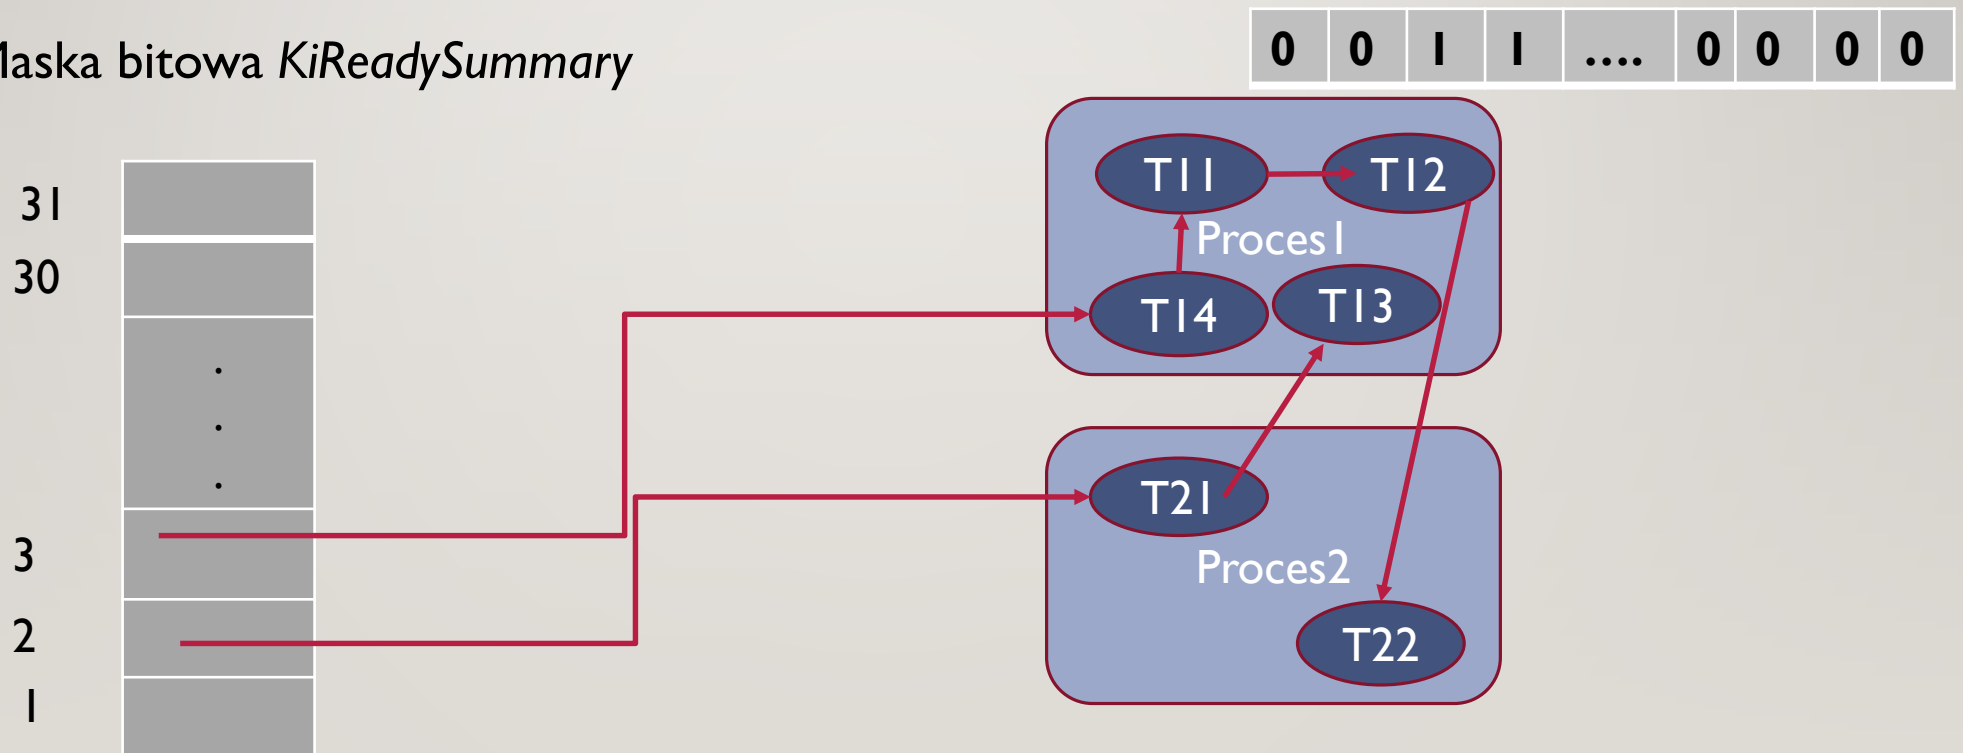 laska bitowa KiReadySummary
0 0 1 1 .... 0 0 0 0
31
30
.
.
.
3
2
1
T11 T12
Proces1
T14 T13
T21
Proces2
T22